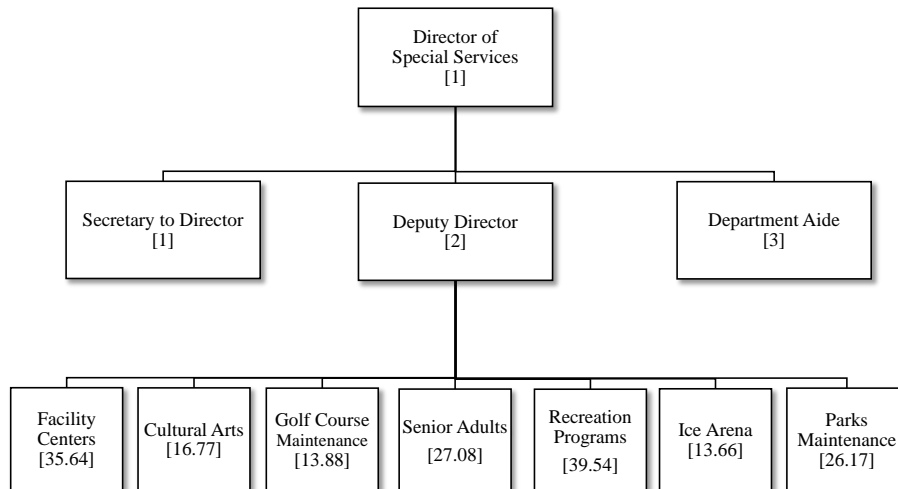 Director of
Special Services
[1]
Secretary to Director
[1]
Deputy Director
[2]
Department Aide
[3]
Facility
Centers
[35.64]
Cultural Arts
[16.77]
Golf Course
Maintenance
[13.88]
Senior Adults
[27.08]
Recreation
Programs
[39.54]
Ice Arena
[13.66]
Parks
Maintenance
[26.17]